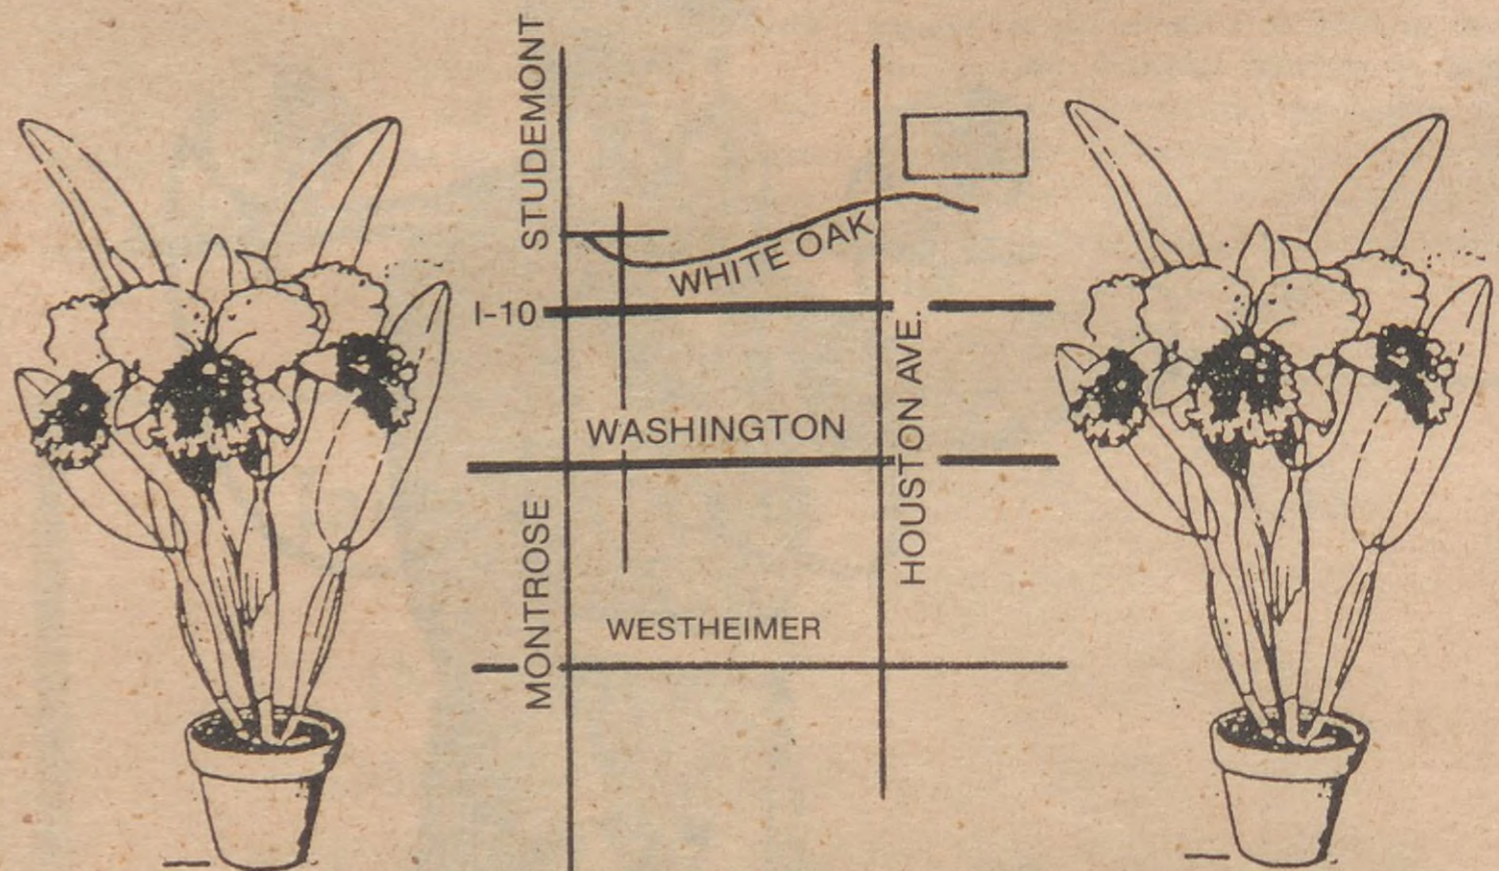 STUDEMONT
WHITE OAK
I-10
HOUSTON AVE.
WASHINGTON
MONTROSE
WESTHEIMER